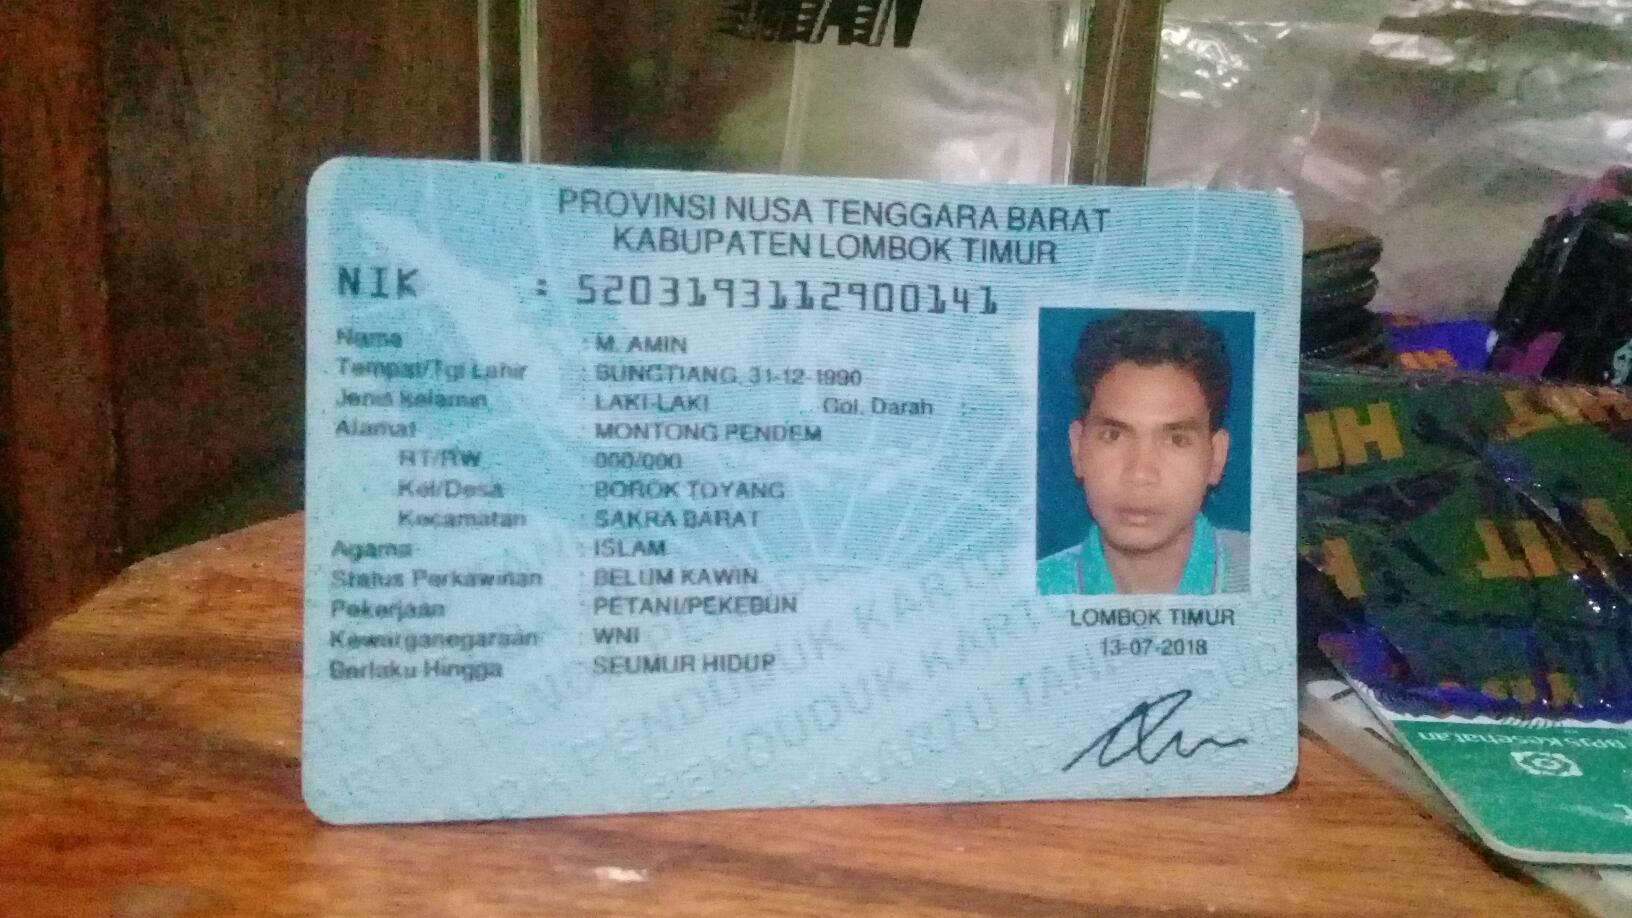 PROVINSI NUSA TENGGARA BARAT
KABUPATEN LOMBOK TIMUR
NIK : 5203193112900141
Nama : M. AMIN
Tempat/Tgl Lahir : BUNGTIANG, 31-12-1990
Jenis kelamin : LAKI-LAKI Gol. Darah :-
Alamat : MONTONG PENDEM
RT/RW : 000/000
Kel/Desa : BOROK TOYANG
Kecamatan : SAKRA BARAT
Agama : ISLAM
Status Perkawinan : BELUM KAWIN
Pekerjaan : PETANI/PEKEBUN
Kewarganegaraan : WNI
Berlaku Hingga : SEUMUR HIDUP
LOMBOK TIMUR
13-07-2018
BPJS Kesehatan